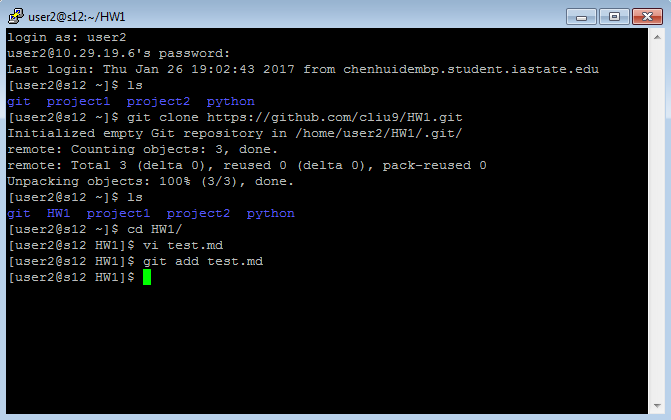 user2@s12:~/HW1
login as: user2
user2@10.29.19.6's password:
Last login: Thu Jan 26 19:02:43 2017 from chenhuidembp.student.iastate.edu
[user2@s12 ~]$ ls
git  project1  project2  python
[user2@s12 ~]$ git clone https://github.com/cliu9/HW1.git
Initialized empty Git repository in /home/user2/HW1/.git/
remote: Counting objects: 3, done.
remote: Total 3 (delta 0), reused 0 (delta 0), pack-reused 0
Unpacking objects: 100% (3/3), done.
[user2@s12 ~]$ ls
git  HW1  project1  project2  python
[user2@s12 ~]$ cd HW1/
[user2@s12 HW1]$ vi test.md
[user2@s12 HW1]$ git add test.md
[user2@s12 HW1]$